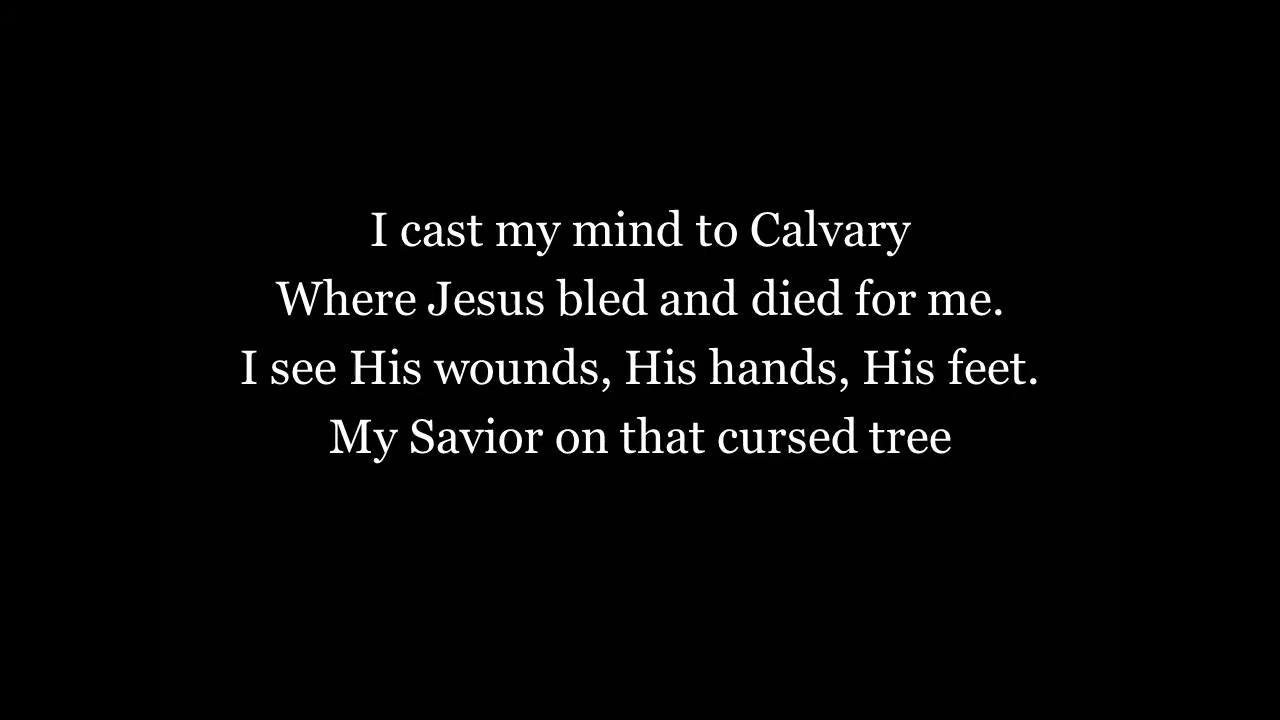 I cast my mind to Calvary
Where Jesus bled and died for me.
I see His wounds, His hands, His feet.
My Savior on that cursed tree